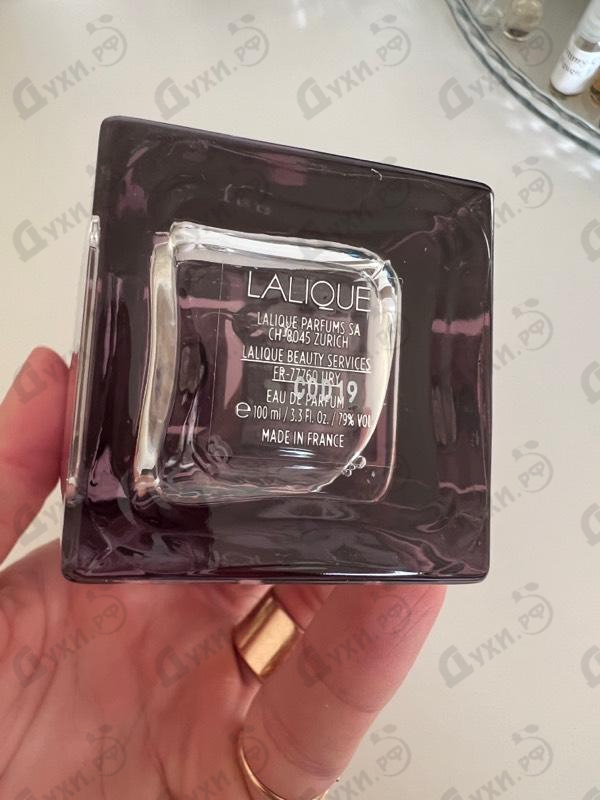 LALIQUE
LALIQUE PARFUMS SA
CH-8045 ZURICH
LALIQUE BEAUTY SERVICES
FR-77760 URY
C0019
EAU DE PARFUM
e 100 ml / 3,3 Fl. Oz. / 79% VOL
MADE IN FRANCE
Духи.РФ